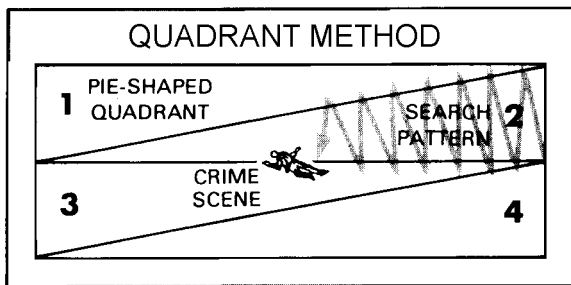 QUADRANT METHOD
1
PIE-SHAPED
QUADRANT
SEARCH
PATTERN
2
3
CRIME
SCENE
4